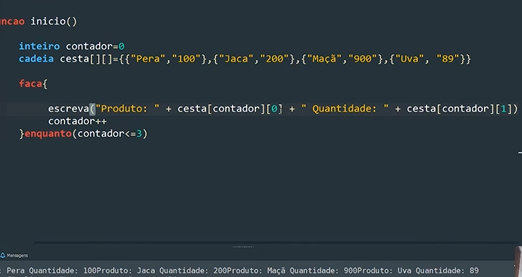 ncao inicio()
inteiro contador=0
cadeia cesta[][]={{"Pera","100"},{"Jaca","200"},{"Maçã","900"},{"Uva", "89"}}
faca{
escreva("Produto: " + cesta[contador][0] + " Quantidade: " + cesta[contador][1])
contador++
}enquanto(contador<=3)
Mensagens
: Pera Quantidade: 100Produto: Jaca Quantidade: 200Produto: Maçã Quantidade: 900Produto: Uva Quantidade: 89